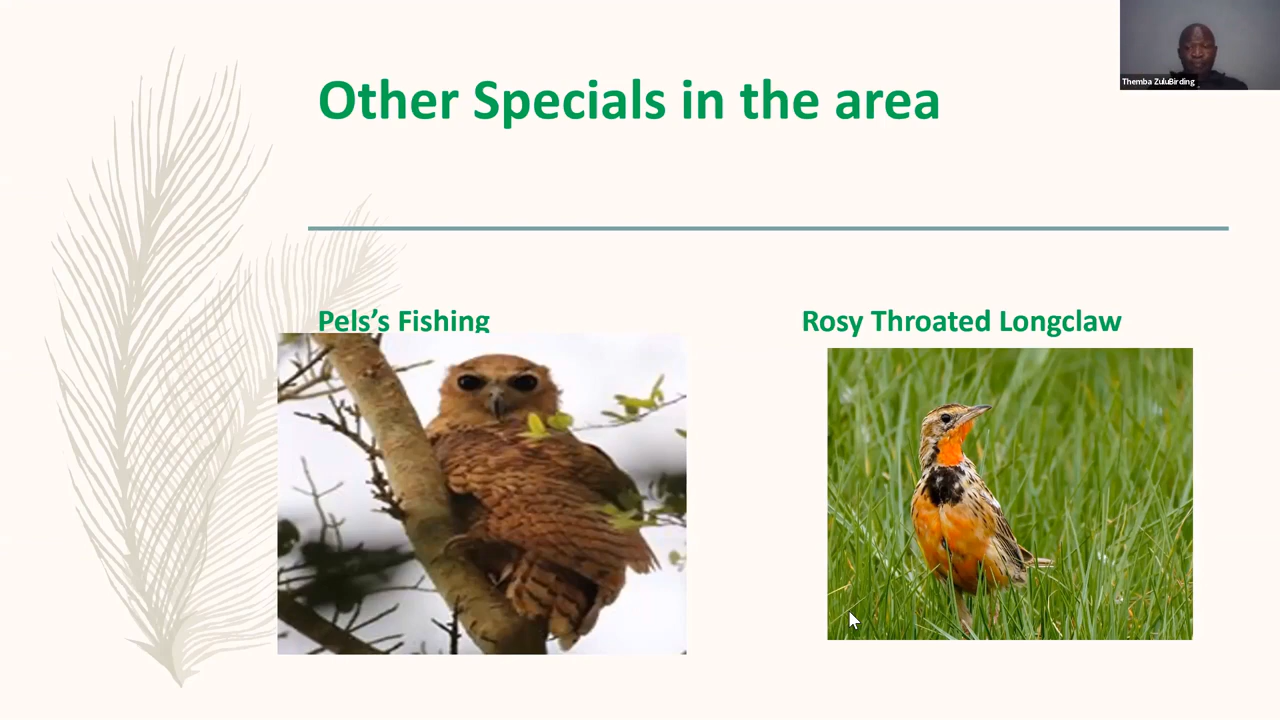 Other Specials in the area
Themba ZuluBirding
Pels’s Fishing
Rosy Throated Longclaw